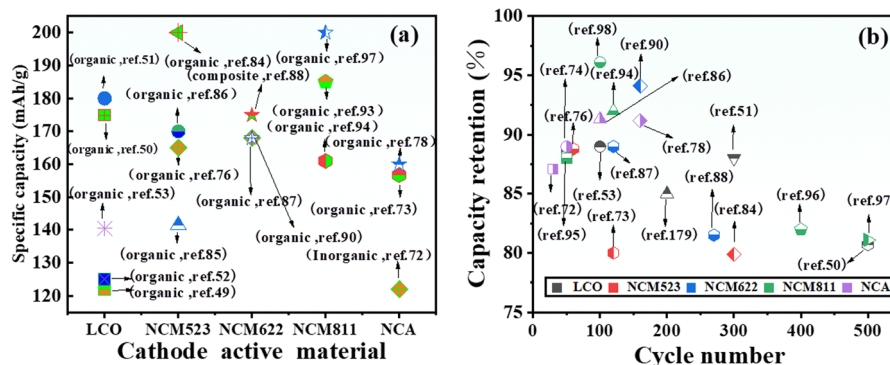 (a)
Specific capacity (mAh/g)
200
190
180
170
160
150
140
130
120
(organic ,ref.51)
(organic ,ref.84)
(composite ,ref.88)
(organic ,ref.97)
(organic ,ref.86)
(organic ,ref.93)
(organic ,ref.94)
(organic ,ref.78)
(organic ,ref.50)
(organic ,ref.76)
(organic ,ref.53)
(organic ,ref.87)
(organic ,ref.73)
(organic ,ref.90)
(organic ,ref.85)
(Inorganic ,ref.72)
(organic ,ref.52)
(organic ,ref.49)
LCO NCM523 NCM622 NCM811 NCA
Cathode active material
(b)
Capacity retention (%)
100
95
90
85
80
75
(ref.98)
(ref.90)
(ref.74)
(ref.94)
(ref.86)
(ref.76)
(ref.51)
(ref.78)
(ref.87)
(ref.88)
(ref.53)
(ref.72)
(ref.73)
(ref.84)
(ref.96)
(ref.97)
(ref.95)
(ref.179)
(ref.50)
LCO NCM523 NCM622 NCM811 NCA
0 100 200 300 400 500
Cycle number